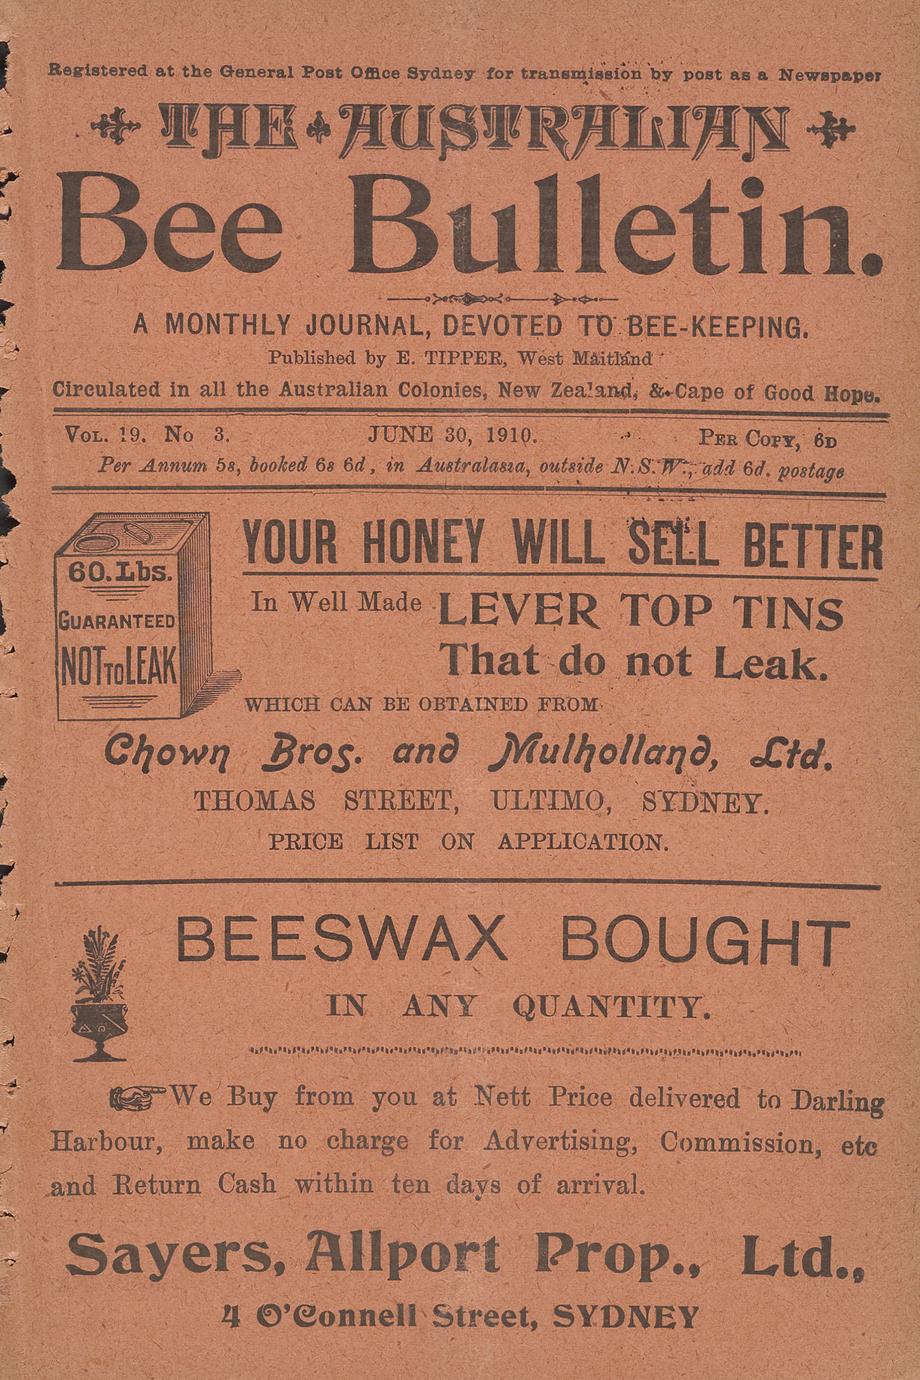 Registered at the General Post Office Sydney for transmission by post as a Newspaper
THE AUSTRALIAN
Bee Bulletin.
A MONTHLY JOURNAL, DEVOTED TO BEE-KEEPING.
Published by E. TIPPER, West Maitland
Circulated in all the Australian Colonies, New Zealand, & Cape of Good Hope.
VOL. 19. No 3. JUNE 30, 1910. PER COPY, 6D
Per Annum 5s, booked 6s 6d, in Australasia, outside N.S.W., add 6d. postage
60.Lbs.
GUARANTEED
NOT TO LEAK
YOUR HONEY WILL SELL BETTER
In Well Made LEVER TOP TINS
That do not Leak.
WHICH CAN BE OBTAINED FROM
Chown Bros. and Mulholland, Ltd.
THOMAS STREET, ULTIMO, SYDNEY.
PRICE LIST ON APPLICATION.
BEESWAX BOUGHT
IN ANY QUANTITY.
We Buy from you at Nett Price delivered to Darling
Harbour, make no charge for Advertising, Commission, etc
and Return Cash within ten days of arrival.
Sayers, Allport Prop., Ltd.,
4 O'Connell Street, SYDNEY